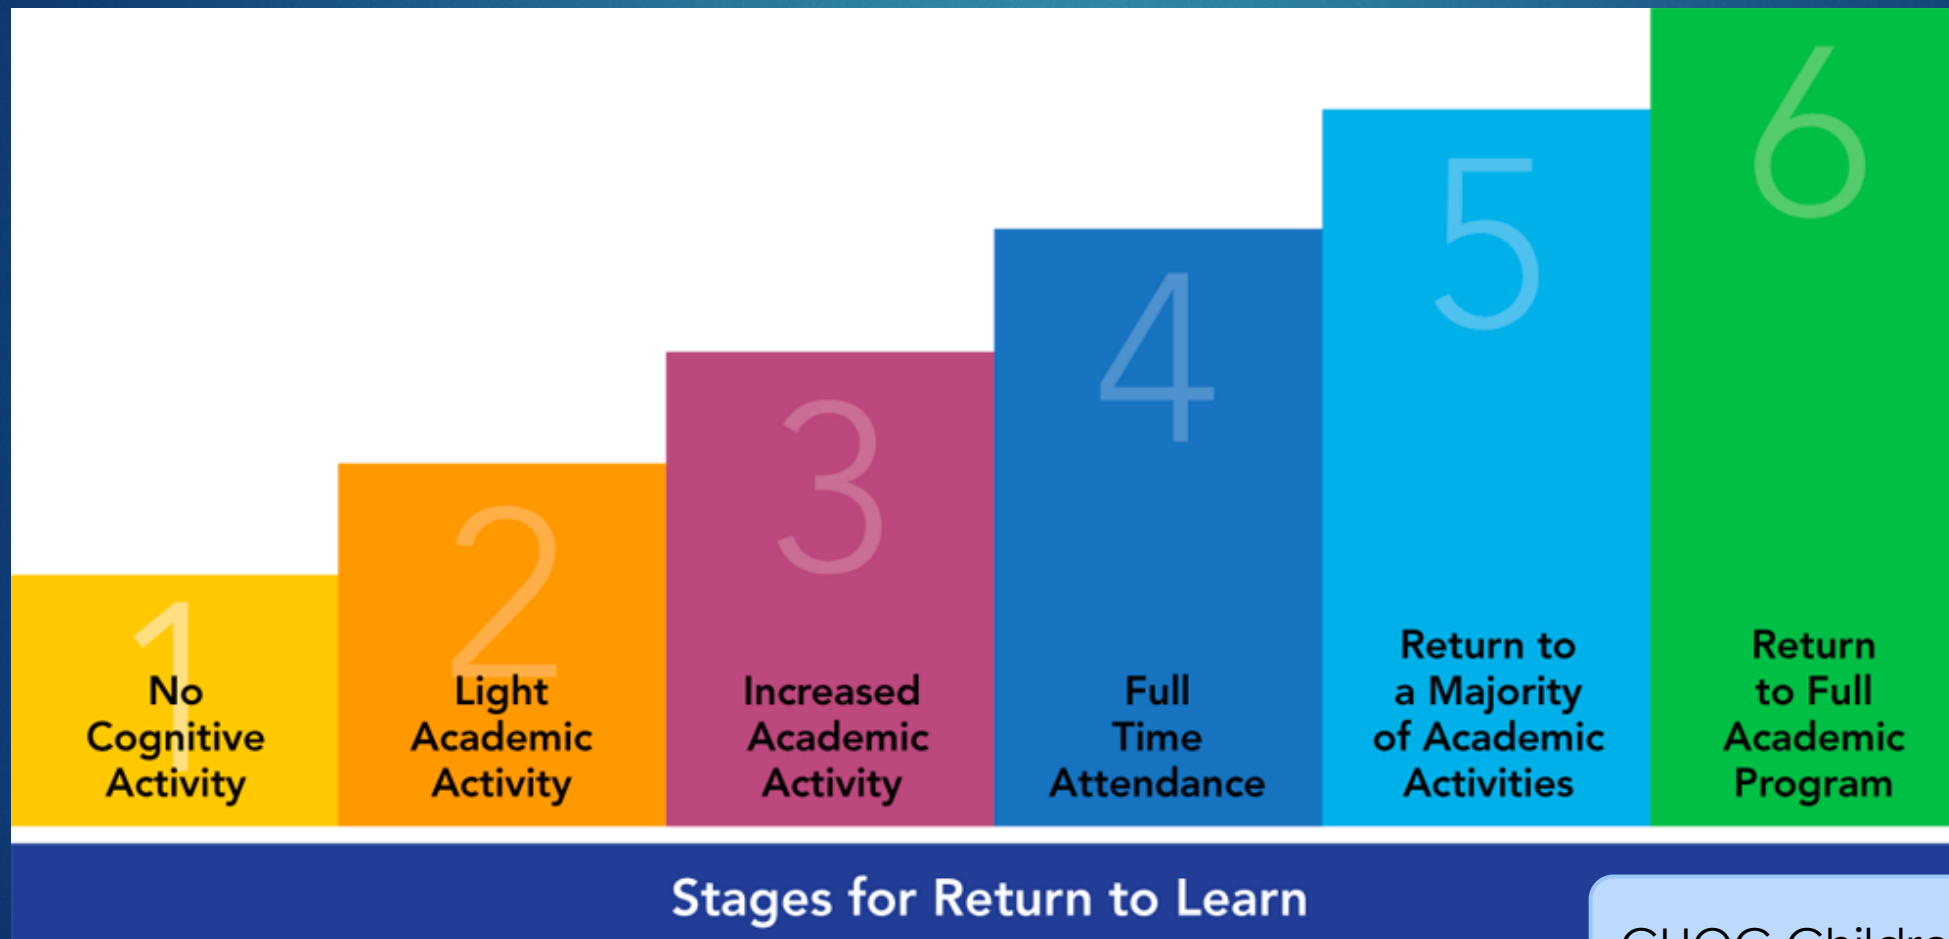 1
No
Cognitive
Activity
2
Light
Academic
Activity
3
Increased
Academic
Activity
4
Full
Time
Attendance
5
Return to
a Majority
of Academic
Activities
6
Return
to Full
Academic
Program
Stages for Return to Learn
CHOC